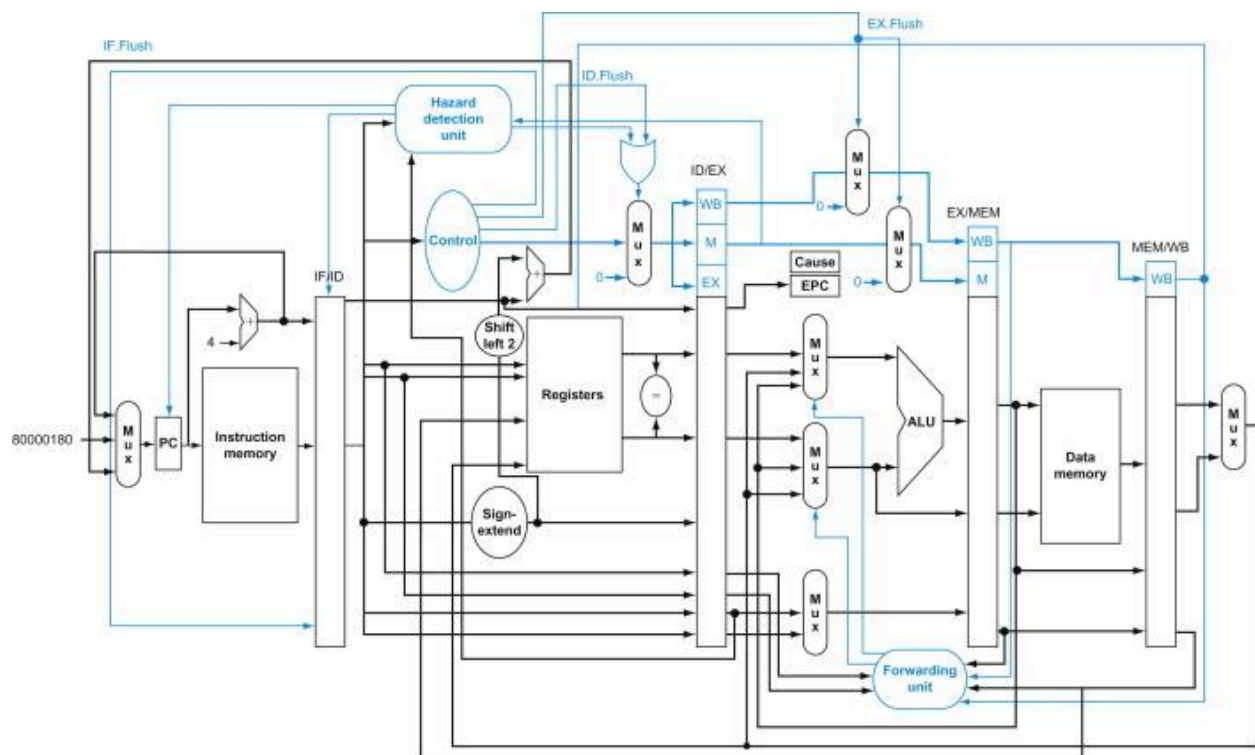 IF.Flush
EX.Flush
ID.Flush
Hazard
detection
unit
M
u
x
ID/EX
WB
0
EX/MEM
Control
M
u
x
M
M
u
x
WB
MEM/WB
Cause
WB
IF/ID
+
0
EX
EPC
0
M
+
4
Shift
left 2
M
u
x
Registers
=
ALU
M
u
x
80000180
M
u
x
PC
Instruction
memory
M
u
x
Data
memory
Sign-
extend
M
u
x
Forwarding
unit